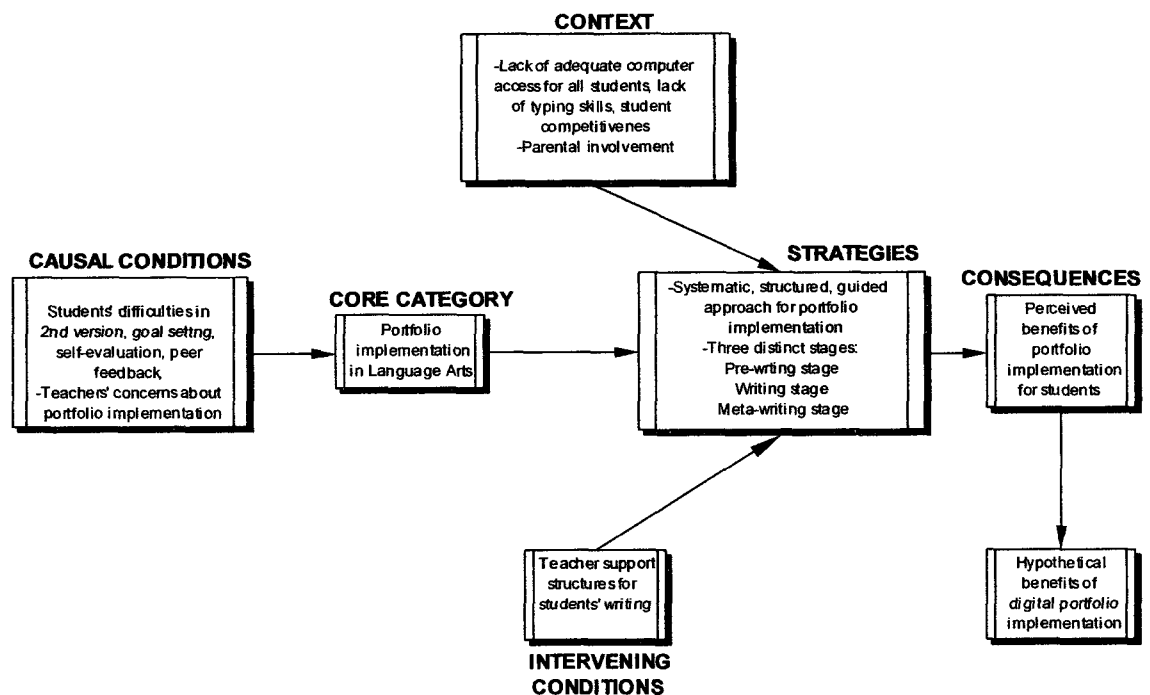 CONTEXT
-Lack of adequate computer
access for all students, lack
of typing skills, student
competitivenes
-Parental involvement
CAUSAL CONDITIONS
Students' difficulties in
2nd version, goal settng,
self-evaluation, peer
feedback,
-Teachers' concerns about
portfolio implementation
CORE CATEGORY
Portfolio
implementation
in Language Arts
STRATEGIES
-Systematic, structured, guided
approach for portfolio
implementation
-Three distinct stages:
Pre-wrting stage
Writing stage
Meta-writing stage
CONSEQUENCES
Perceived
benefits of
portfolio
implementation
for students
Teacher support
structures for
students' writing
INTERVENING
CONDITIONS
Hypothetical
benefits of
digital portfolio
implementation